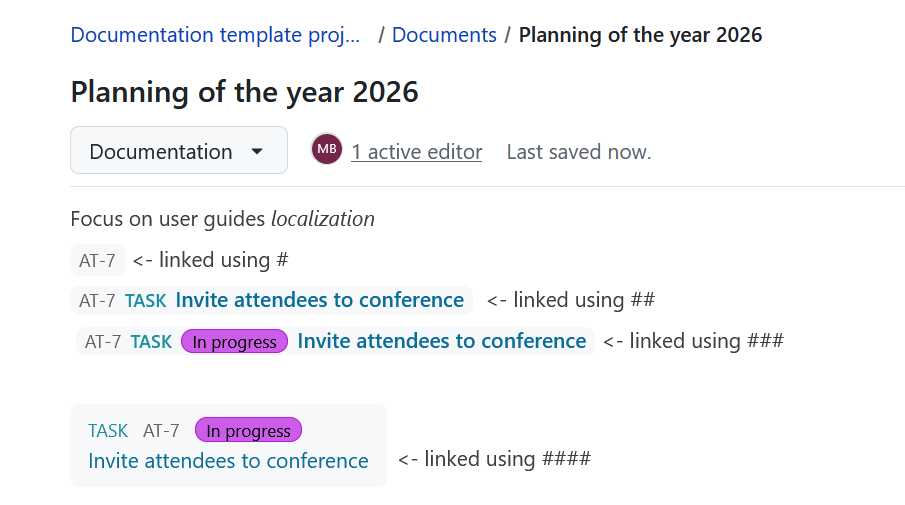 Documentation template proj... / Documents / Planning of the year 2026
Planning of the year 2026
Documentation MB 1 active editor Last saved now.
Focus on user guides localization
AT-7 <- linked using #
AT-7 TASK Invite attendees to conference <- linked using ##
AT-7 TASK In progress Invite attendees to conference <- linked using ###
TASK AT-7 In progress
Invite attendees to conference <- linked using ####